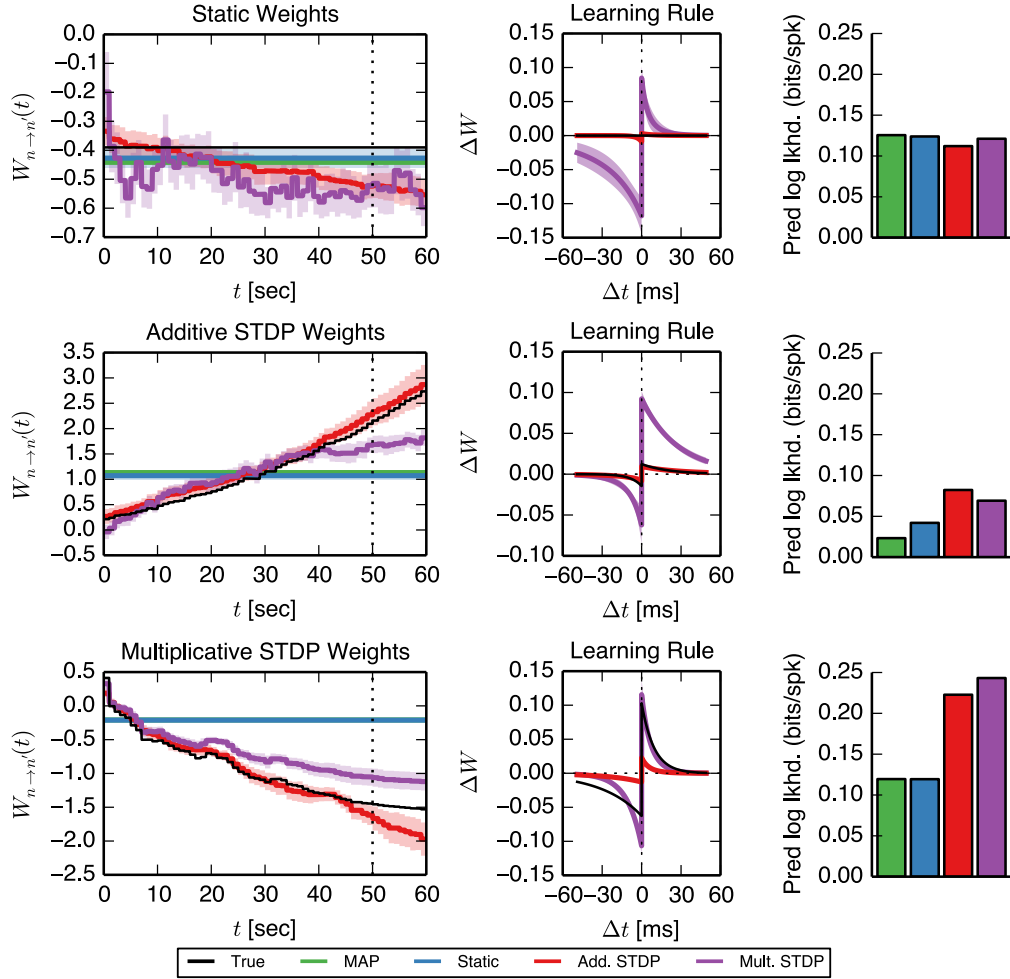 Static Weights
0.0
−0.1
−0.2
−0.3
−0.4
−0.5
−0.6
−0.7
W_{n→n′}(t)
0 10 20 30 40 50 60
t [sec]
Learning Rule
0.15
0.10
0.05
0.00
−0.05
−0.10
−0.15
ΔW
−60 −30 0 30 60
Δt [ms]
0.25
0.20
0.15
0.10
0.05
0.00
Pred log lkhd. (bits/spk)
Additive STDP Weights
3.5
3.0
2.5
2.0
1.5
1.0
0.5
0.0
−0.5
W_{n→n′}(t)
0 10 20 30 40 50 60
t [sec]
Learning Rule
0.15
0.10
0.05
0.00
−0.05
−0.10
ΔW
−60 −30 0 30 60
Δt [ms]
0.25
0.20
0.15
0.10
0.05
0.00
Pred log lkhd. (bits/spk)
Multiplicative STDP Weights
0.5
0.0
−0.5
−1.0
−1.5
−2.0
−2.5
W_{n→n′}(t)
0 10 20 30 40 50 60
t [sec]
Learning Rule
0.15
0.10
0.05
0.00
−0.05
−0.10
−0.15
ΔW
−60 −30 0 30 60
Δt [ms]
0.25
0.20
0.15
0.10
0.05
0.00
Pred log lkhd. (bits/spk)
True MAP Static Add. STDP Mult. STDP